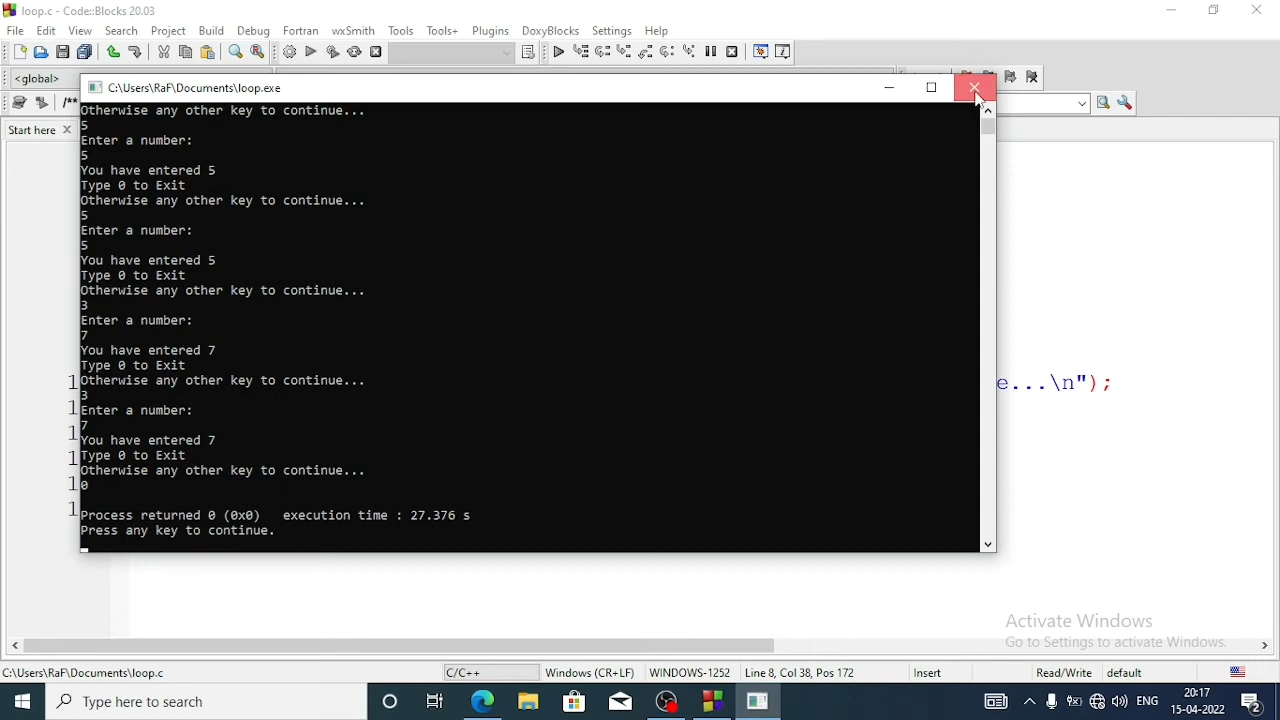 loop.c - Code::Blocks 20.03
File Edit View Search Project Build Debug Fortran wxSmith Tools Tools+ Plugins DoxyBlocks Settings Help
<global>
C:\Users\RaF\Documents\loop.exe
/**
Start here
Otherwise any other key to continue...
5
Enter a number:
5
You have entered 5
Type 0 to Exit
Otherwise any other key to continue...
5
Enter a number:
5
You have entered 5
Type 0 to Exit
Otherwise any other key to continue...
3
Enter a number:
7
You have entered 7
Type 0 to Exit
Otherwise any other key to continue...
3
Enter a number:
7
You have entered 7
Type 0 to Exit
Otherwise any other key to continue...
0
Process returned 0 (0x0) execution time : 27.376 s
Press any key to continue.
1 e...\n");
1
1
1
1
1
Activate Windows
Go to Settings to activate Windows.
C:\Users\RaF\Documents\loop.c C/C++ Windows (CR+LF) WINDOWS-1252 Line 8, Col 38, Pos 172 Insert Read/Write default
Type here to search
ENG
20:17
15-04-2022
2